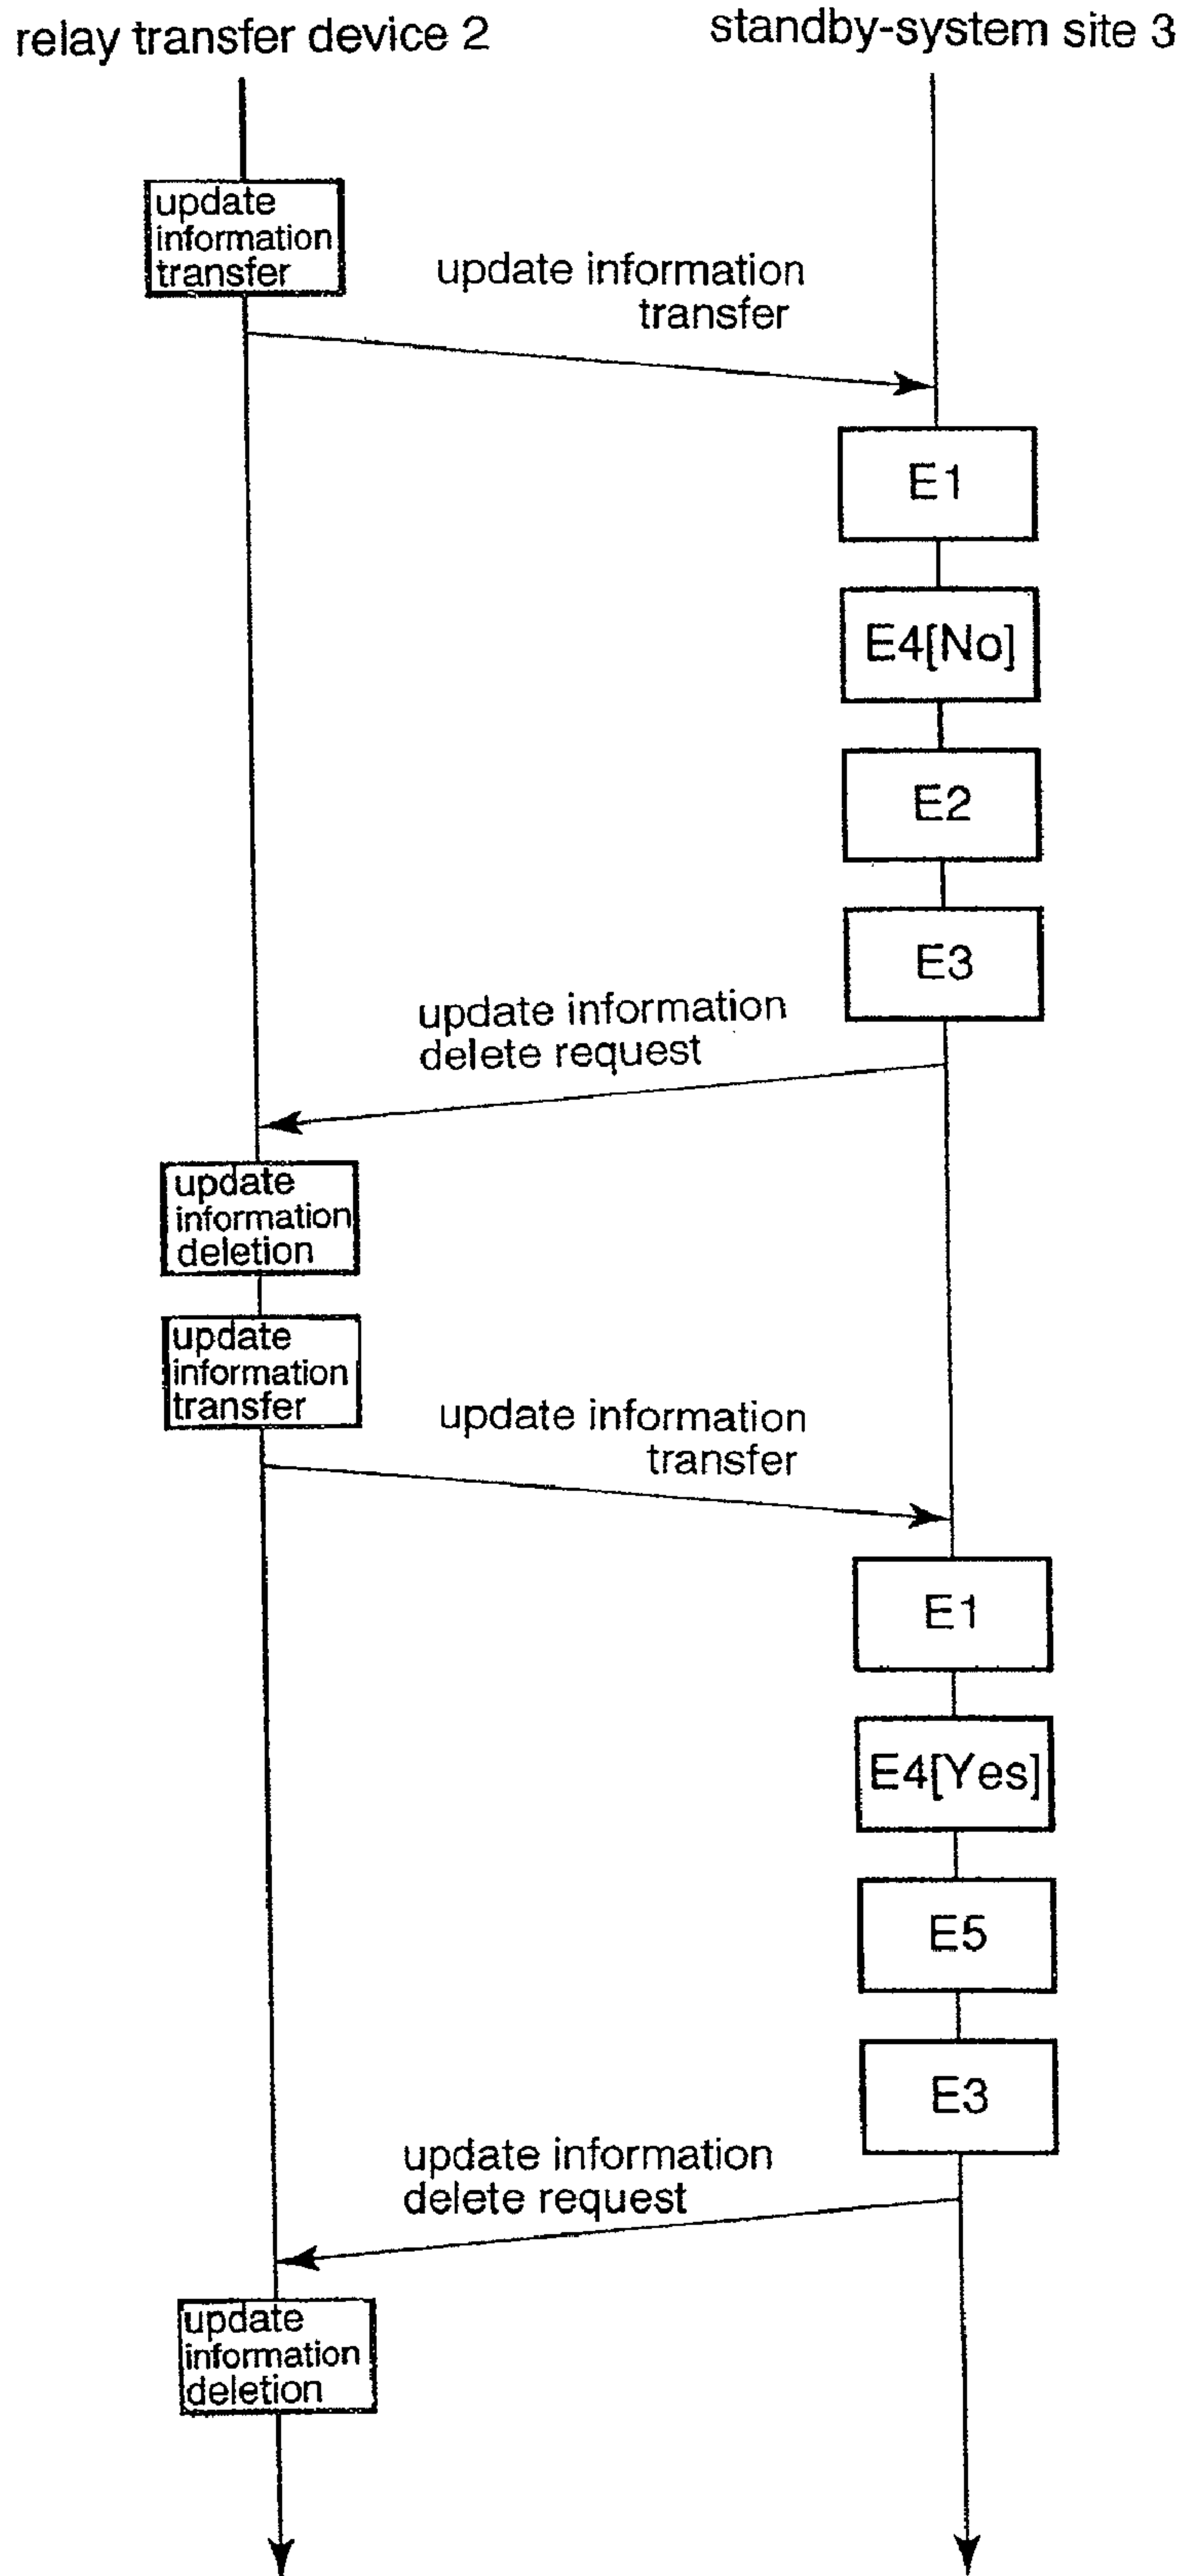 relay transfer device 2
standby-system site 3
update
information
transfer
update information
transfer
E1
E4[No]
E2
E3
update information
delete request
update
information
deletion
update
information
transfer
update information
transfer
E1
E4[Yes]
E5
E3
update information
delete request
update
information
deletion